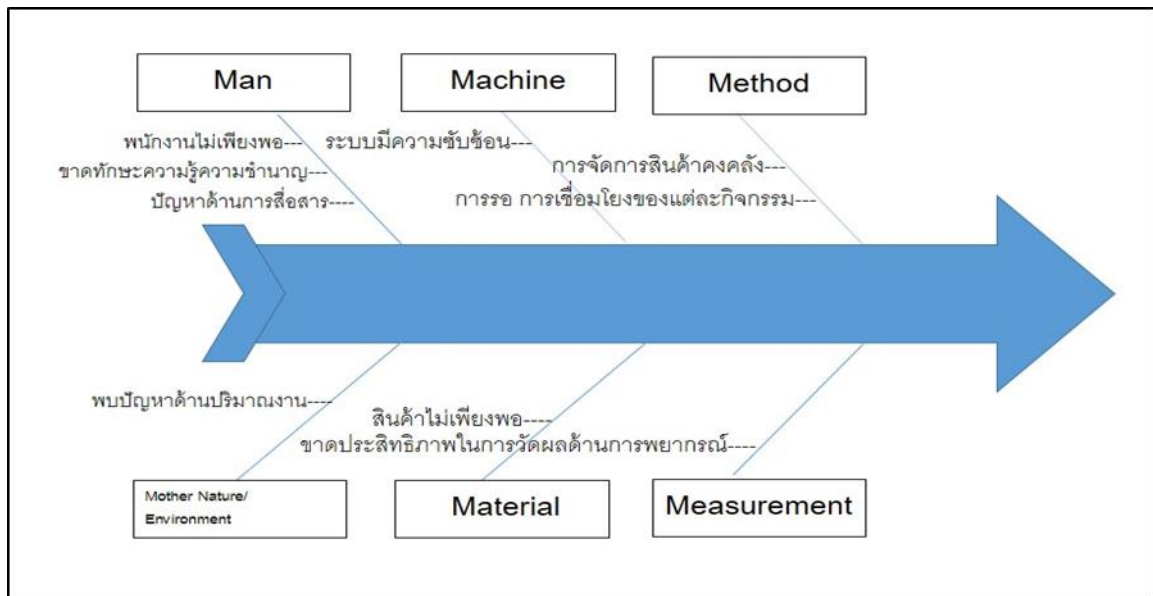 Man
Machine
Method
พนักงานไม่เพียงพอ---
ระบบมีความซับซ้อน---
ขาดทักษะความรู้ความชำนาญ---
การจัดการสินค้าคงคลัง---
ปัญหาด้านการสื่อสาร----
การรอ การเชื่อมโยงของแต่ละกิจกรรม---
พบปัญหาด้านปริมาณงาน----
สินค้าไม่เพียงพอ----
ขาดประสิทธิภาพในการวัดผลด้านการพยากรณ์----
Mother Nature/
Environment
Material
Measurement